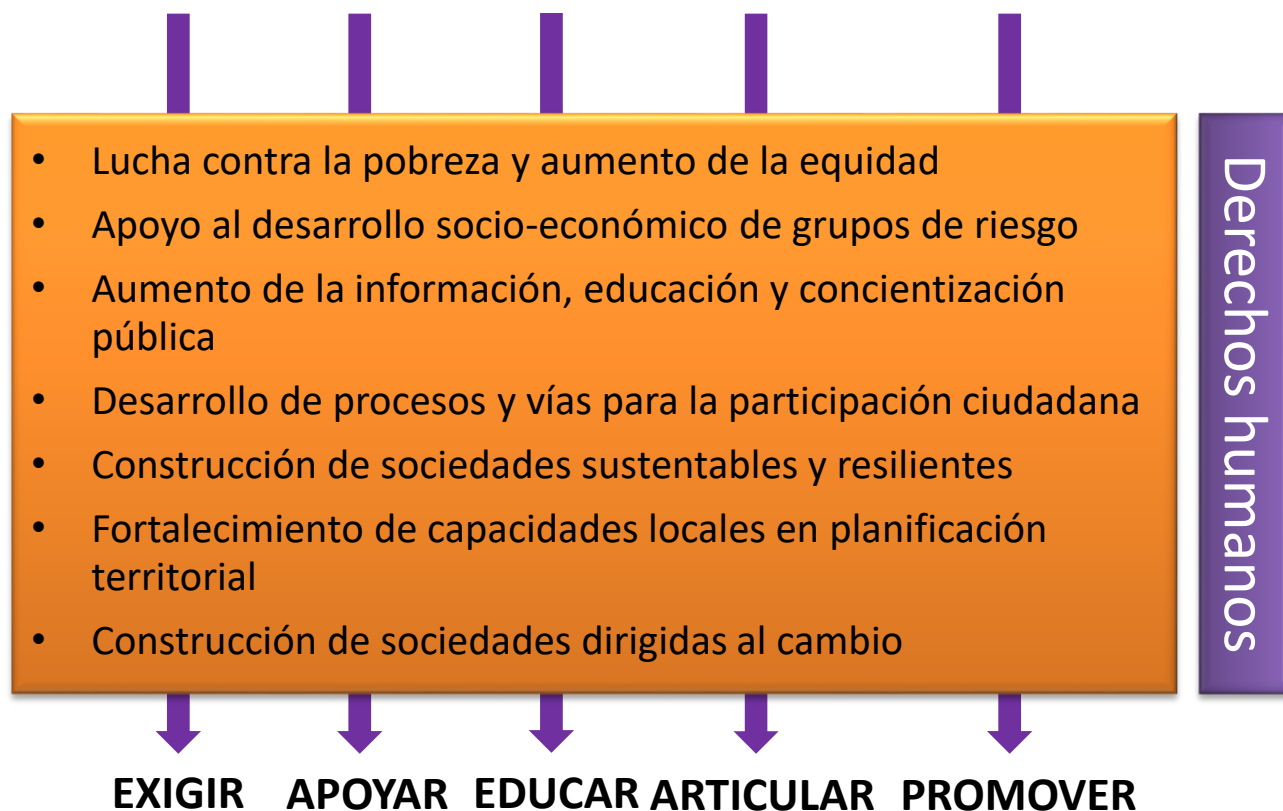 • Lucha contra la pobreza y aumento de la equidad
• Apoyo al desarrollo socio-económico de grupos de riesgo
• Aumento de la información, educación y concientización
pública
• Desarrollo de procesos y vías para la participación ciudadana
• Construcción de sociedades sustentables y resilientes
• Fortalecimiento de capacidades locales en planificación
territorial
• Construcción de sociedades dirigidas al cambio
Derechos humanos
EXIGIR APOYAR EDUCAR ARTICULAR PROMOVER